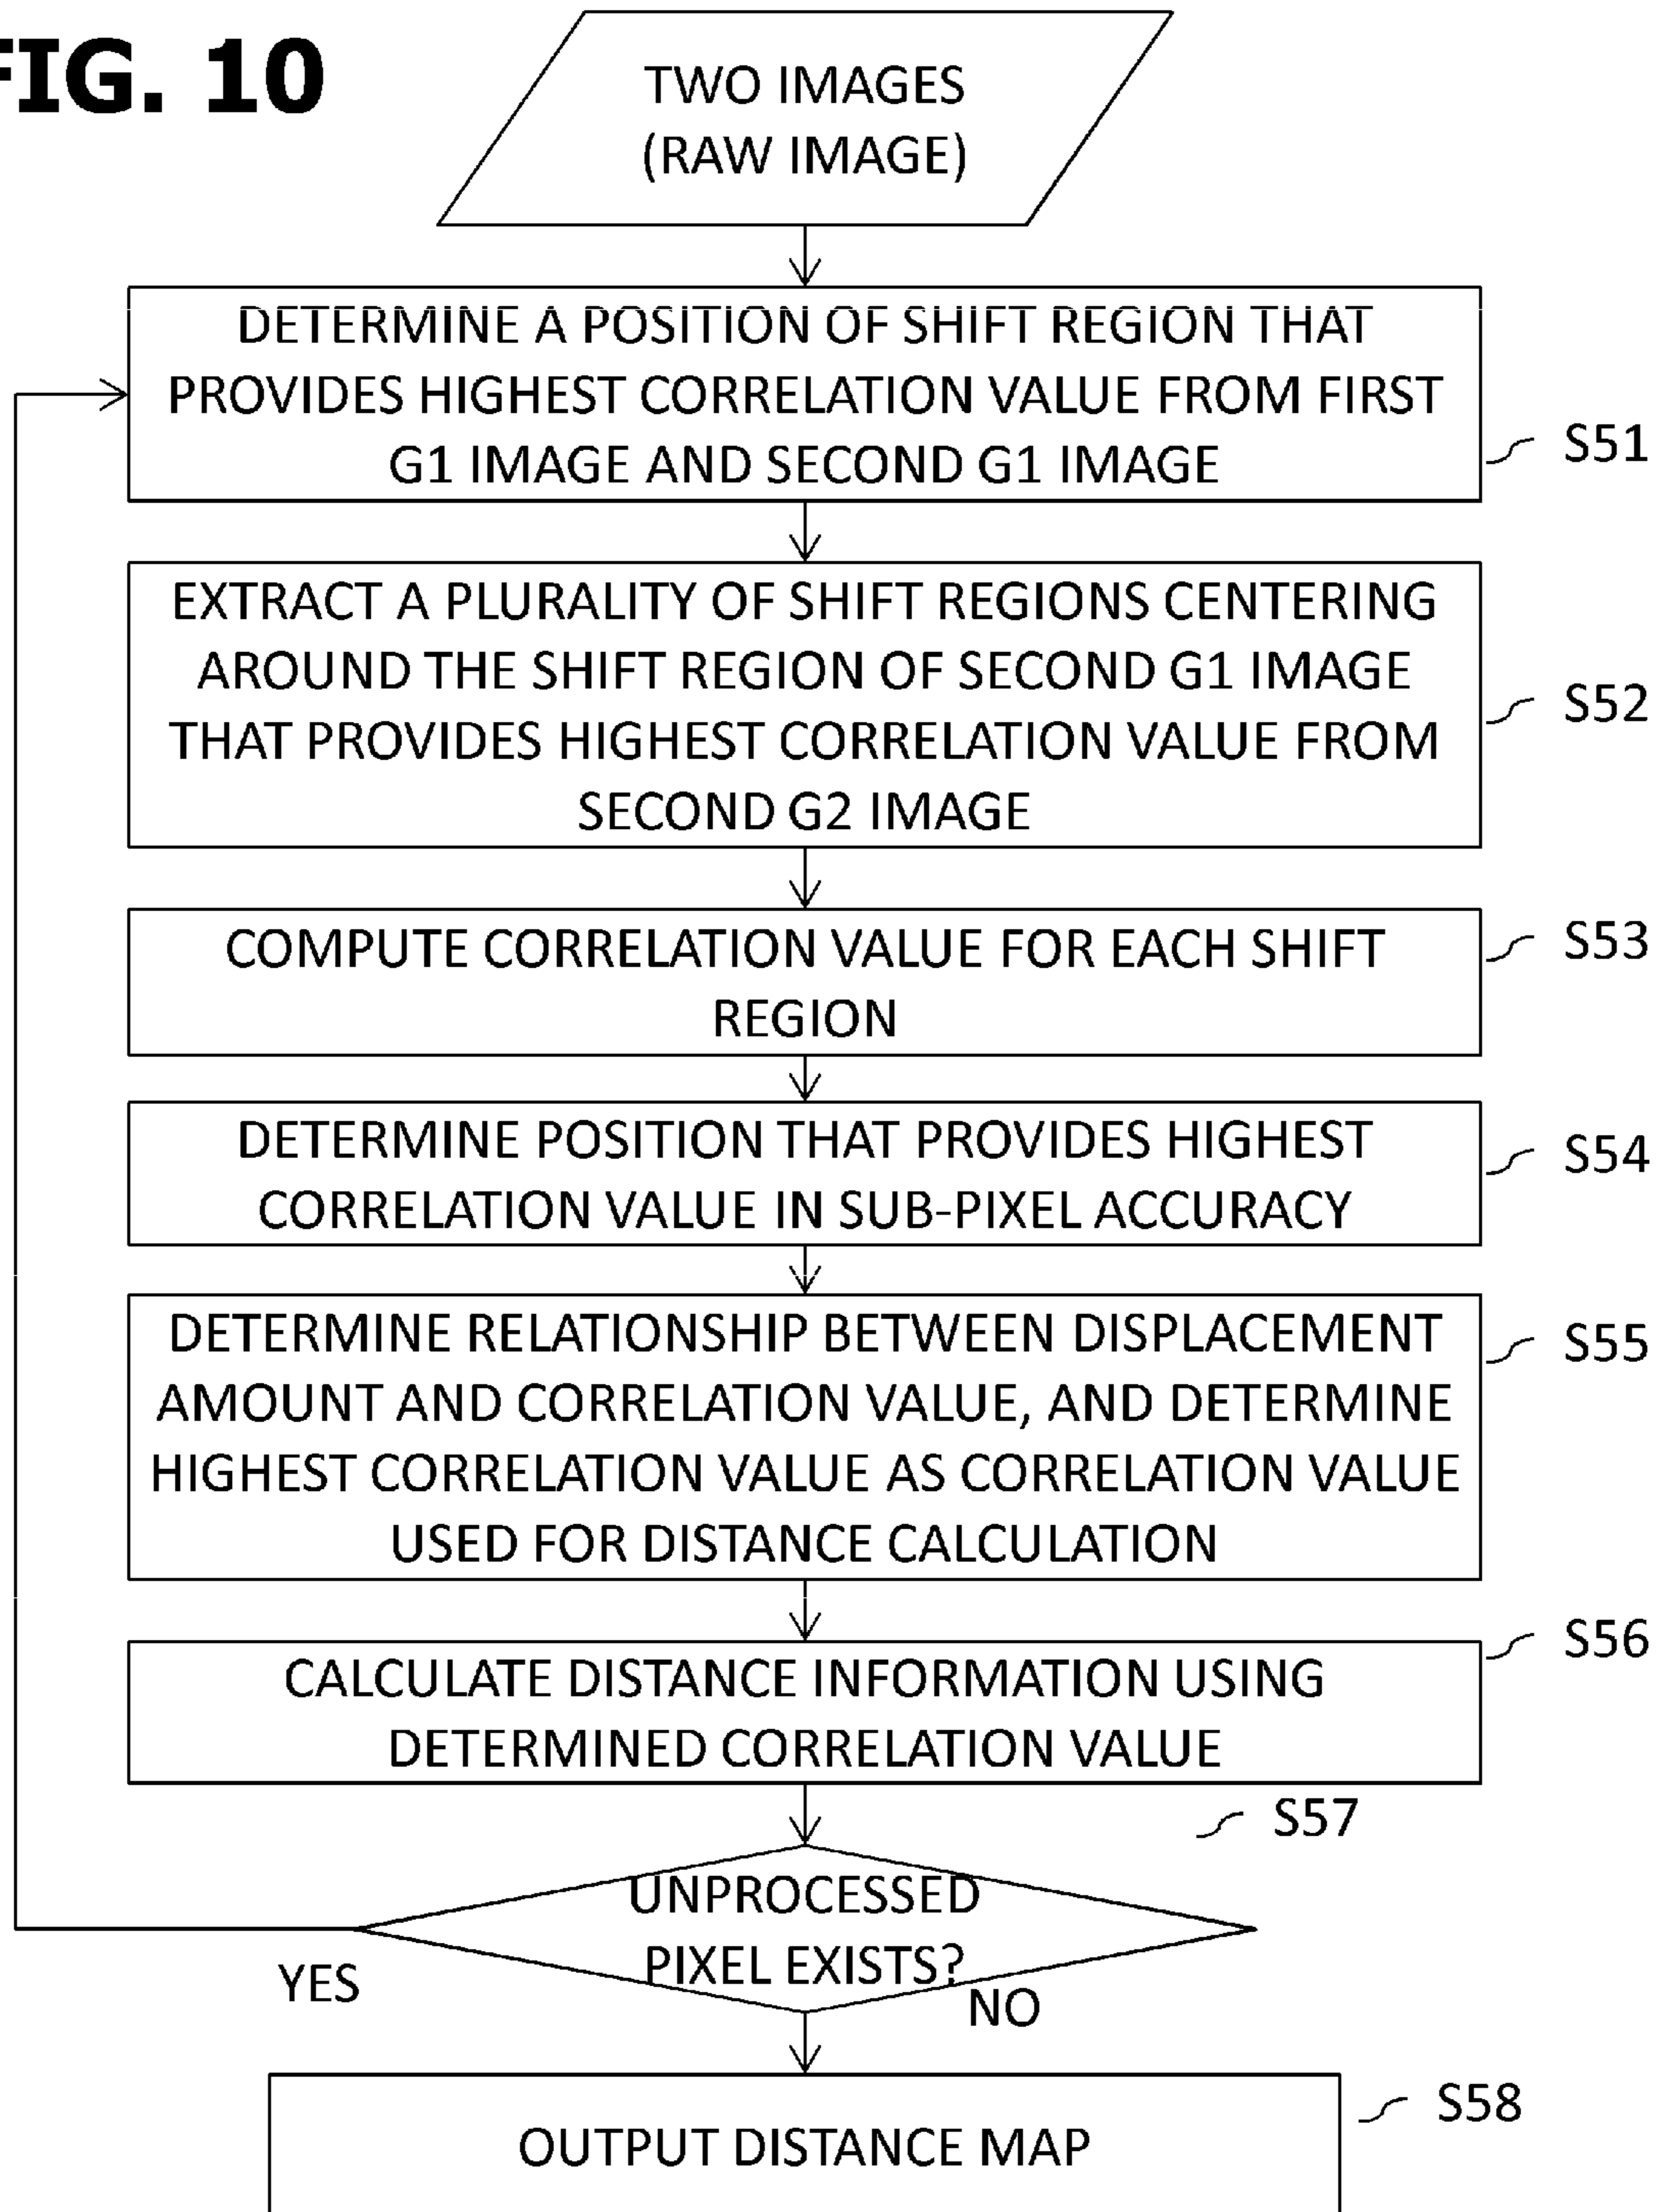 FIG. 10
TWO IMAGES
(RAW IMAGE)
DETERMINE A POSITION OF SHIFT REGION THAT
PROVIDES HIGHEST CORRELATION VALUE FROM FIRST
G1 IMAGE AND SECOND G1 IMAGE
S51
EXTRACT A PLURALITY OF SHIFT REGIONS CENTERING
AROUND THE SHIFT REGION OF SECOND G1 IMAGE
THAT PROVIDES HIGHEST CORRELATION VALUE FROM
SECOND G2 IMAGE
S52
COMPUTE CORRELATION VALUE FOR EACH SHIFT
REGION
S53
DETERMINE POSITION THAT PROVIDES HIGHEST
CORRELATION VALUE IN SUB-PIXEL ACCURACY
S54
DETERMINE RELATIONSHIP BETWEEN DISPLACEMENT
AMOUNT AND CORRELATION VALUE, AND DETERMINE
HIGHEST CORRELATION VALUE AS CORRELATION VALUE
USED FOR DISTANCE CALCULATION
S55
CALCULATE DISTANCE INFORMATION USING
DETERMINED CORRELATION VALUE
S56
S57
UNPROCESSED
PIXEL EXISTS?
YES
NO
OUTPUT DISTANCE MAP
S58